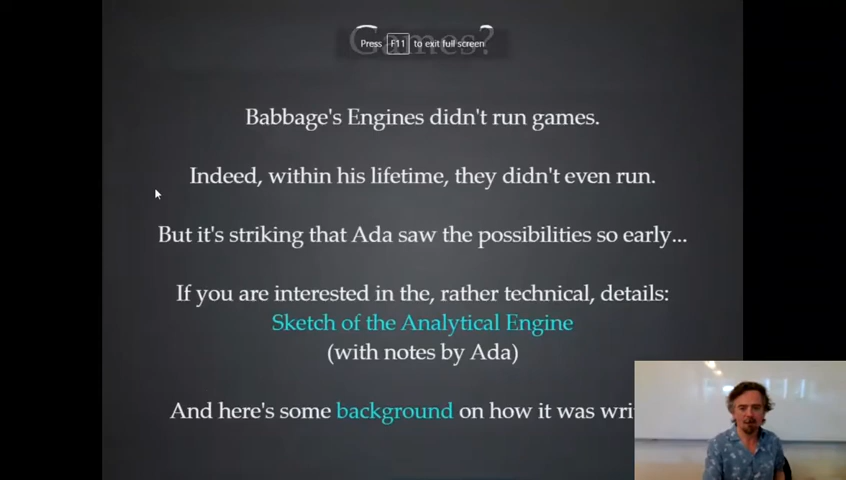 Games?
Press F11 to exit full screen
Babbage's Engines didn't run games.
Indeed, within his lifetime, they didn't even run.
But it's striking that Ada saw the possibilities so early...
If you are interested in the, rather technical, details:
Sketch of the Analytical Engine
(with notes by Ada)
And here's some background on how it was